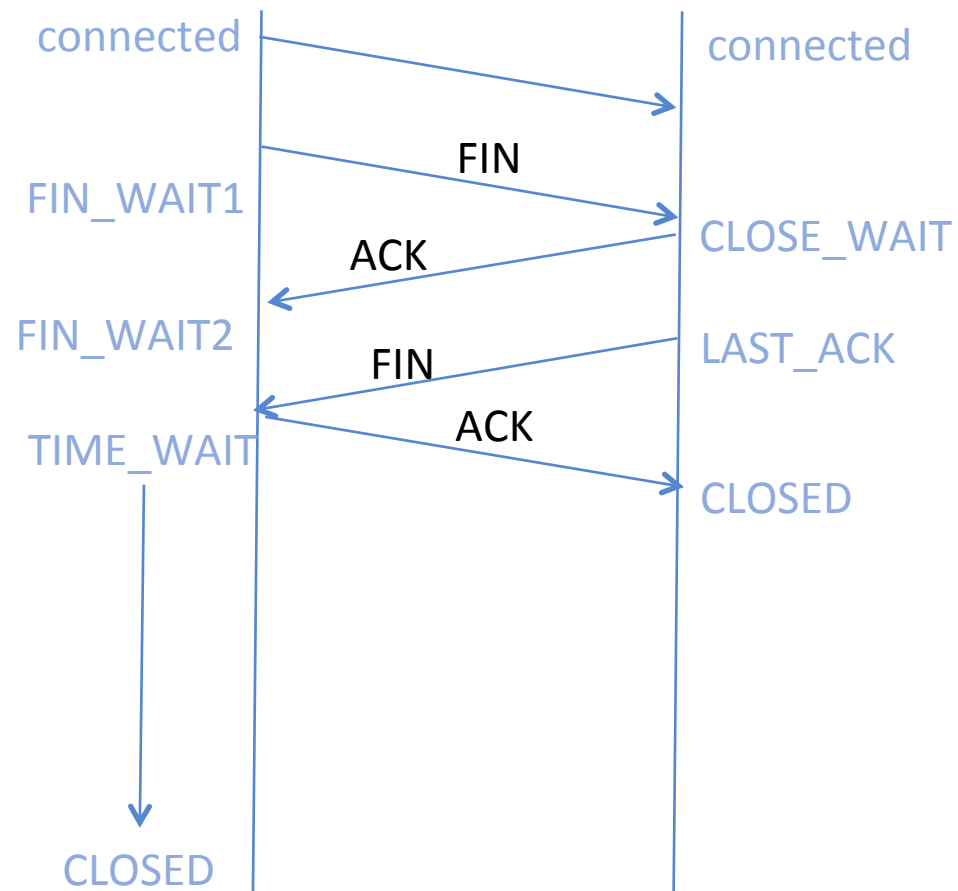 connected
connected
FIN
FIN_WAIT1
CLOSE_WAIT
ACK
FIN_WAIT2
LAST_ACK
FIN
ACK
TIME_WAIT
CLOSED
CLOSED